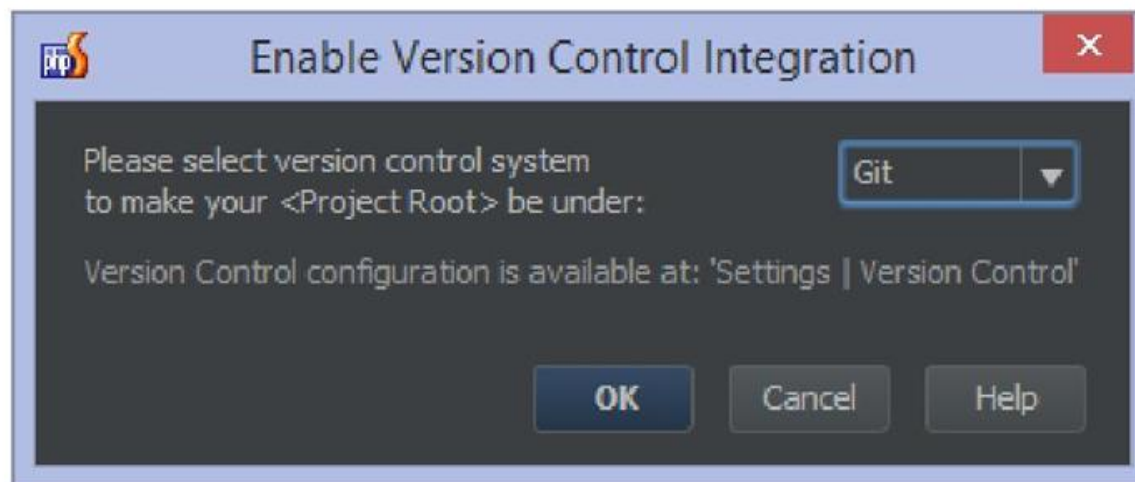 php
Enable Version Control Integration
Please select version control system
to make your <Project Root> be under:
Git
Version Control configuration is available at: 'Settings | Version Control'
OK
Cancel
Help